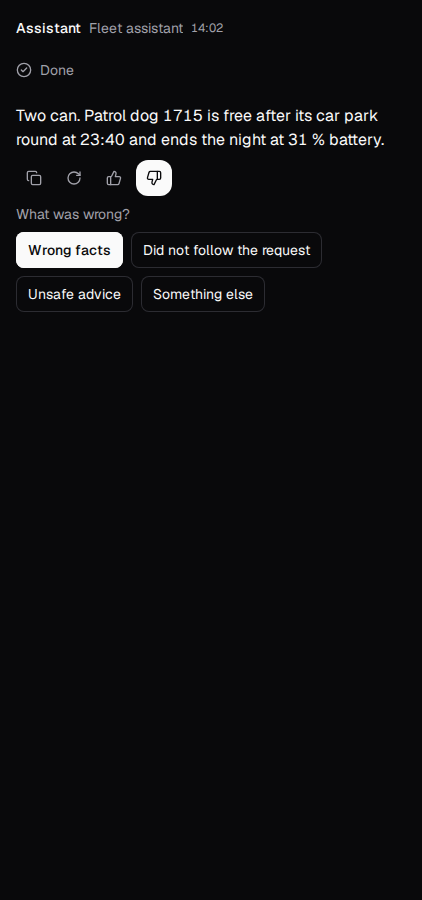 Assistant Fleet assistant 14:02
Done
Two can. Patrol dog 1715 is free after its car park
round at 23:40 and ends the night at 31 % battery.
What was wrong?
Wrong facts Did not follow the request
Unsafe advice Something else